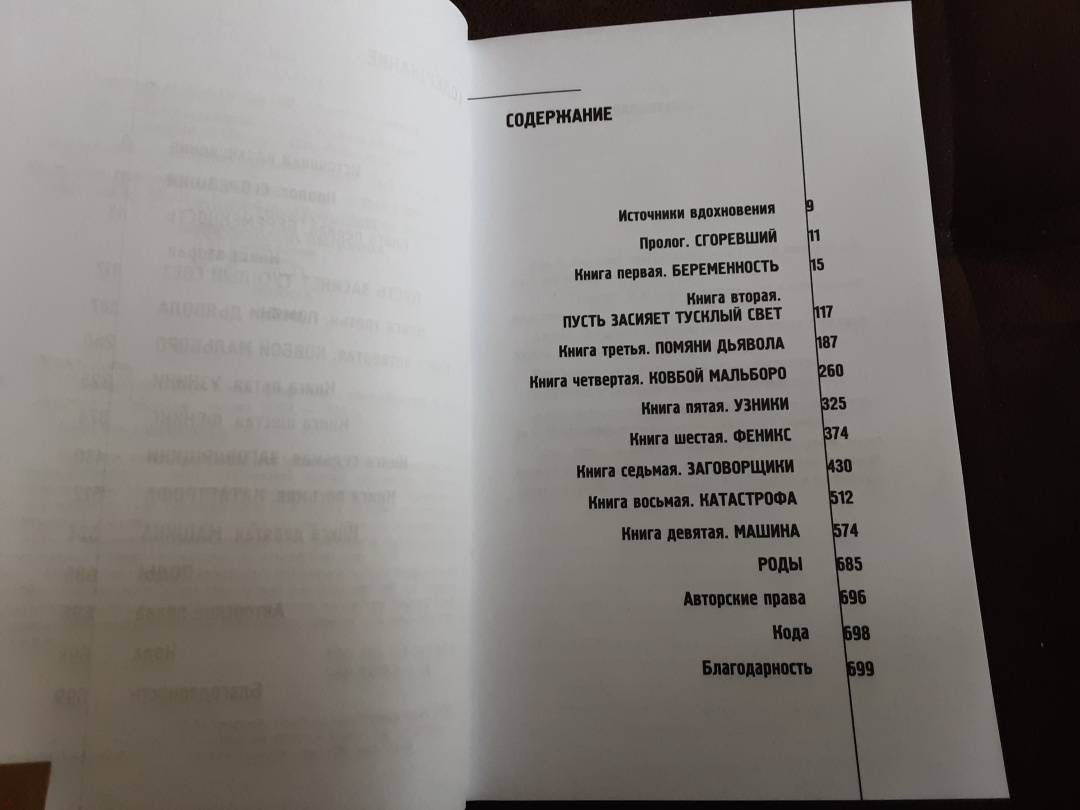 СОДЕРЖАНИЕ
Источники вдохновения 9
Пролог. СГОРЕВШИЙ 11
Книга первая. БЕРЕМЕННОСТЬ 15
Книга вторая.
ПУСТЬ ЗАСИЯЕТ ТУСКЛЫЙ СВЕТ 117
Книга третья. ПОМЯНИ ДЬЯВОЛА 187
Книга четвертая. КОВБОЙ МАЛЬБОРО 260
Книга пятая. УЗНИКИ 325
Книга шестая. ФЕНИКС 374
Книга седьмая. ЗАГОВОРЩИКИ 430
Книга восьмая. КАТАСТРОФА 512
Книга девятая. МАШИНА 574
РОДЫ 685
Авторские права 696
Кода 698
Благодарность 699